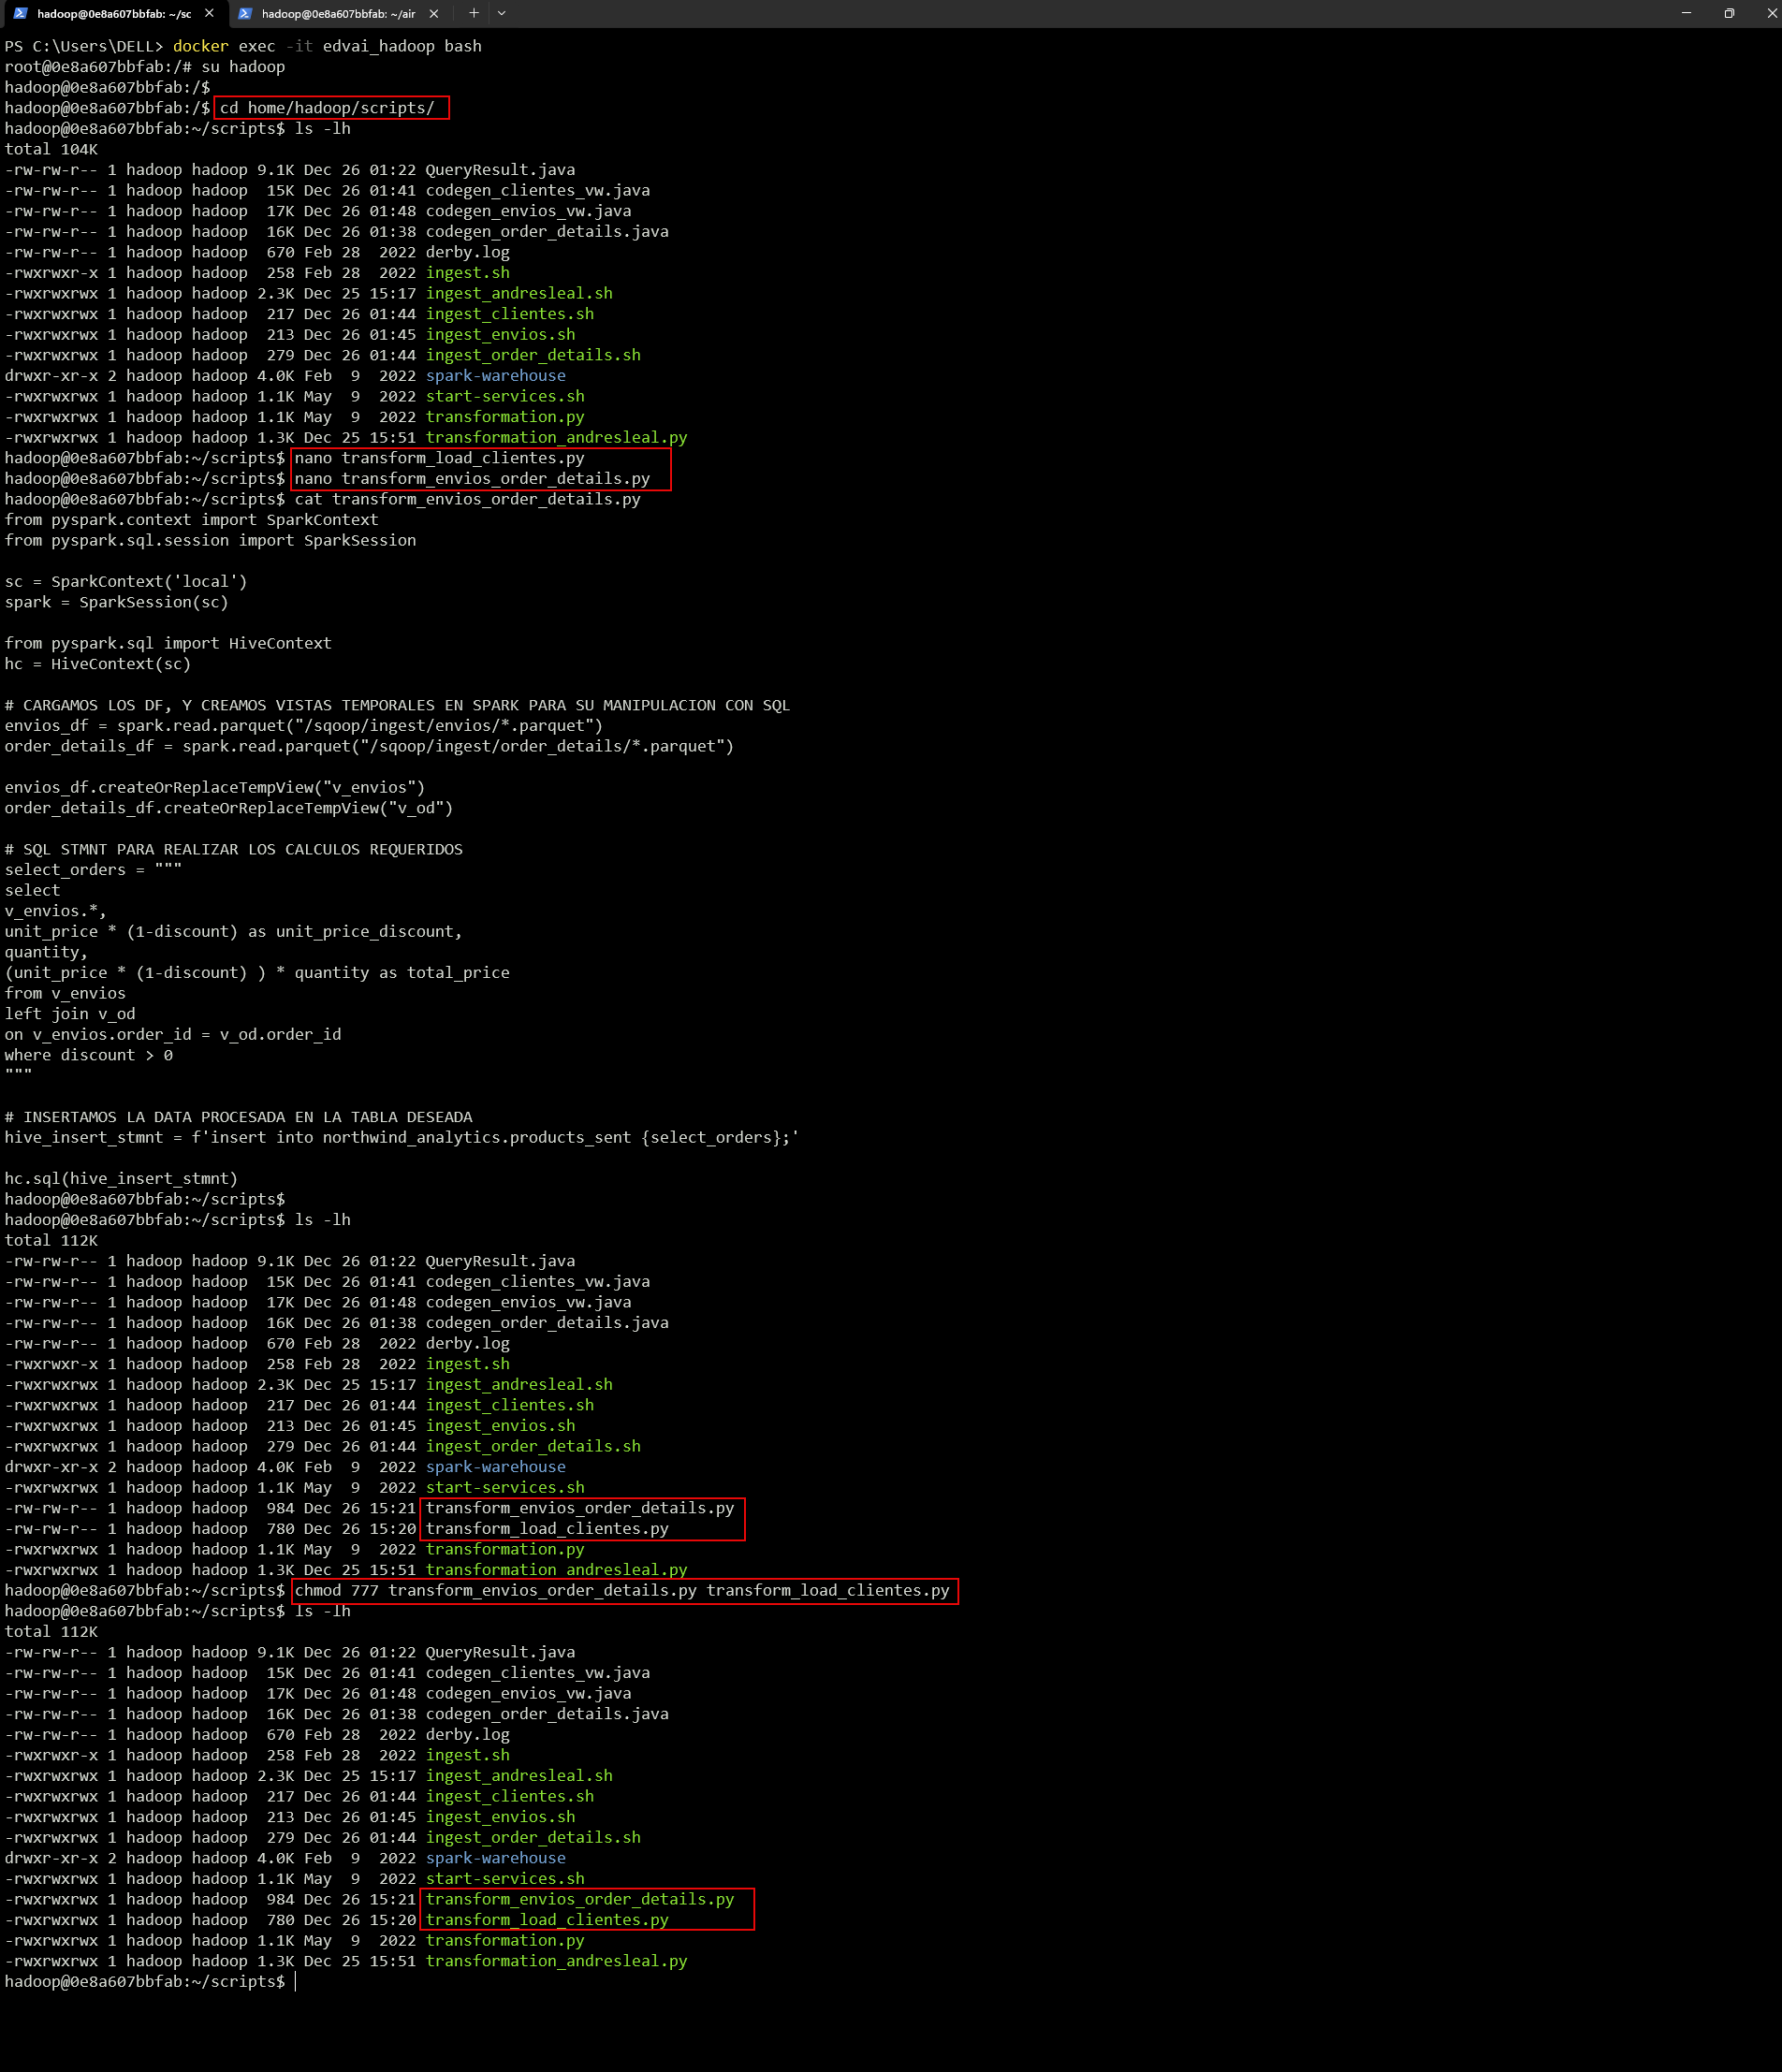 hadoop@0e8a607bbfab: ~/sc
hadoop@0e8a607bbfab: ~/air
PS C:\Users\DELL> docker exec -it edvai_hadoop bash
root@0e8a607bbfab:/# su hadoop
hadoop@0e8a607bbfab:/$
hadoop@0e8a607bbfab:/$ cd home/hadoop/scripts/
hadoop@0e8a607bbfab:~/scripts$ ls -lh
total 104K
-rw-rw-r-- 1 hadoop hadoop 9.1K Dec 26 01:22 QueryResult.java
-rw-rw-r-- 1 hadoop hadoop  15K Dec 26 01:41 codegen_clientes_vw.java
-rw-rw-r-- 1 hadoop hadoop  17K Dec 26 01:48 codegen_envios_vw.java
-rw-rw-r-- 1 hadoop hadoop  16K Dec 26 01:38 codegen_order_details.java
-rw-rw-r-- 1 hadoop hadoop  670 Feb 28  2022 derby.log
-rwxrwxr-x 1 hadoop hadoop  258 Feb 28  2022 ingest.sh
-rwxrwxrwx 1 hadoop hadoop 2.3K Dec 25 15:17 ingest_andresleal.sh
-rwxrwxrwx 1 hadoop hadoop  217 Dec 26 01:44 ingest_clientes.sh
-rwxrwxrwx 1 hadoop hadoop  213 Dec 26 01:45 ingest_envios.sh
-rwxrwxrwx 1 hadoop hadoop  279 Dec 26 01:44 ingest_order_details.sh
drwxr-xr-x 2 hadoop hadoop 4.0K Feb  9  2022 spark-warehouse
-rwxrwxrwx 1 hadoop hadoop 1.1K May  9  2022 start-services.sh
-rwxrwxrwx 1 hadoop hadoop 1.1K May  9  2022 transformation.py
-rwxrwxrwx 1 hadoop hadoop 1.3K Dec 25 15:51 transformation_andresleal.py
hadoop@0e8a607bbfab:~/scripts$ nano transform_load_clientes.py
hadoop@0e8a607bbfab:~/scripts$ nano transform_envios_order_details.py
hadoop@0e8a607bbfab:~/scripts$ cat transform_envios_order_details.py
from pyspark.context import SparkContext
from pyspark.sql.session import SparkSession
sc = SparkContext('local')
spark = SparkSession(sc)
from pyspark.sql import HiveContext
hc = HiveContext(sc)
# CARGAMOS LOS DF, Y CREAMOS VISTAS TEMPORALES EN SPARK PARA SU MANIPULACION CON SQL
envios_df = spark.read.parquet("/sqoop/ingest/envios/*.parquet")
order_details_df = spark.read.parquet("/sqoop/ingest/order_details/*.parquet")
envios_df.createOrReplaceTempView("v_envios")
order_details_df.createOrReplaceTempView("v_od")
# SQL STMNT PARA REALIZAR LOS CALCULOS REQUERIDOS
select_orders = """
select
v_envios.*,
unit_price * (1-discount) as unit_price_discount,
quantity,
(unit_price * (1-discount) ) * quantity as total_price
from v_envios
left join v_od
on v_envios.order_id = v_od.order_id
where discount > 0
"""
# INSERTAMOS LA DATA PROCESADA EN LA TABLA DESEADA
hive_insert_stmnt = f'insert into northwind_analytics.products_sent {select_orders};'
hc.sql(hive_insert_stmnt)
hadoop@0e8a607bbfab:~/scripts$
hadoop@0e8a607bbfab:~/scripts$ ls -lh
total 112K
-rw-rw-r-- 1 hadoop hadoop 9.1K Dec 26 01:22 QueryResult.java
-rw-rw-r-- 1 hadoop hadoop  15K Dec 26 01:41 codegen_clientes_vw.java
-rw-rw-r-- 1 hadoop hadoop  17K Dec 26 01:48 codegen_envios_vw.java
-rw-rw-r-- 1 hadoop hadoop  16K Dec 26 01:38 codegen_order_details.java
-rw-rw-r-- 1 hadoop hadoop  670 Feb 28  2022 derby.log
-rwxrwxr-x 1 hadoop hadoop  258 Feb 28  2022 ingest.sh
-rwxrwxrwx 1 hadoop hadoop 2.3K Dec 25 15:17 ingest_andresleal.sh
-rwxrwxrwx 1 hadoop hadoop  217 Dec 26 01:44 ingest_clientes.sh
-rwxrwxrwx 1 hadoop hadoop  213 Dec 26 01:45 ingest_envios.sh
-rwxrwxrwx 1 hadoop hadoop  279 Dec 26 01:44 ingest_order_details.sh
drwxr-xr-x 2 hadoop hadoop 4.0K Feb  9  2022 spark-warehouse
-rwxrwxrwx 1 hadoop hadoop 1.1K May  9  2022 start-services.sh
-rw-rw-r-- 1 hadoop hadoop  984 Dec 26 15:21 transform_envios_order_details.py
-rw-rw-r-- 1 hadoop hadoop  780 Dec 26 15:20 transform_load_clientes.py
-rwxrwxrwx 1 hadoop hadoop 1.1K May  9  2022 transformation.py
-rwxrwxrwx 1 hadoop hadoop 1.3K Dec 25 15:51 transformation_andresleal.py
hadoop@0e8a607bbfab:~/scripts$ chmod 777 transform_envios_order_details.py transform_load_clientes.py
hadoop@0e8a607bbfab:~/scripts$ ls -lh
total 112K
-rw-rw-r-- 1 hadoop hadoop 9.1K Dec 26 01:22 QueryResult.java
-rw-rw-r-- 1 hadoop hadoop  15K Dec 26 01:41 codegen_clientes_vw.java
-rw-rw-r-- 1 hadoop hadoop  17K Dec 26 01:48 codegen_envios_vw.java
-rw-rw-r-- 1 hadoop hadoop  16K Dec 26 01:38 codegen_order_details.java
-rw-rw-r-- 1 hadoop hadoop  670 Feb 28  2022 derby.log
-rwxrwxr-x 1 hadoop hadoop  258 Feb 28  2022 ingest.sh
-rwxrwxrwx 1 hadoop hadoop 2.3K Dec 25 15:17 ingest_andresleal.sh
-rwxrwxrwx 1 hadoop hadoop  217 Dec 26 01:44 ingest_clientes.sh
-rwxrwxrwx 1 hadoop hadoop  213 Dec 26 01:45 ingest_envios.sh
-rwxrwxrwx 1 hadoop hadoop  279 Dec 26 01:44 ingest_order_details.sh
drwxr-xr-x 2 hadoop hadoop 4.0K Feb  9  2022 spark-warehouse
-rwxrwxrwx 1 hadoop hadoop 1.1K May  9  2022 start-services.sh
-rwxrwxrwx 1 hadoop hadoop  984 Dec 26 15:21 transform_envios_order_details.py
-rwxrwxrwx 1 hadoop hadoop  780 Dec 26 15:20 transform_load_clientes.py
-rwxrwxrwx 1 hadoop hadoop 1.1K May  9  2022 transformation.py
-rwxrwxrwx 1 hadoop hadoop 1.3K Dec 25 15:51 transformation_andresleal.py
hadoop@0e8a607bbfab:~/scripts$